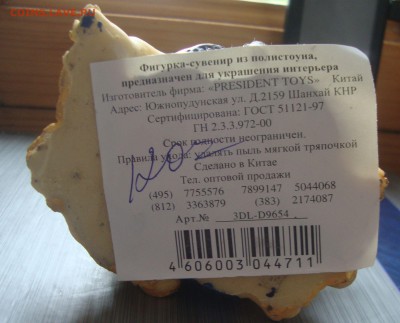 Фигурка-сувенир из полистоуна,
предназначен для украшения интерьера
Изготовитель фирма: «PRESIDENT TOYS» Китай
Адрес: Южнопудунская ул. Д.2159 Шанхай КНР
Сертифицирован: ГОСТ 51121-97
ГН 2.3.3.972-00
Срок годности неограничен.
Правила ухода: удалять пыль мягкой тряпочкой
Сделано в Китае
Тел. оптовой продажи
(495) 7755576 7899147 5044068
(812) 3363879 (383) 2174087
Арт.№ 3DL-D9654 .
4 606003 044711